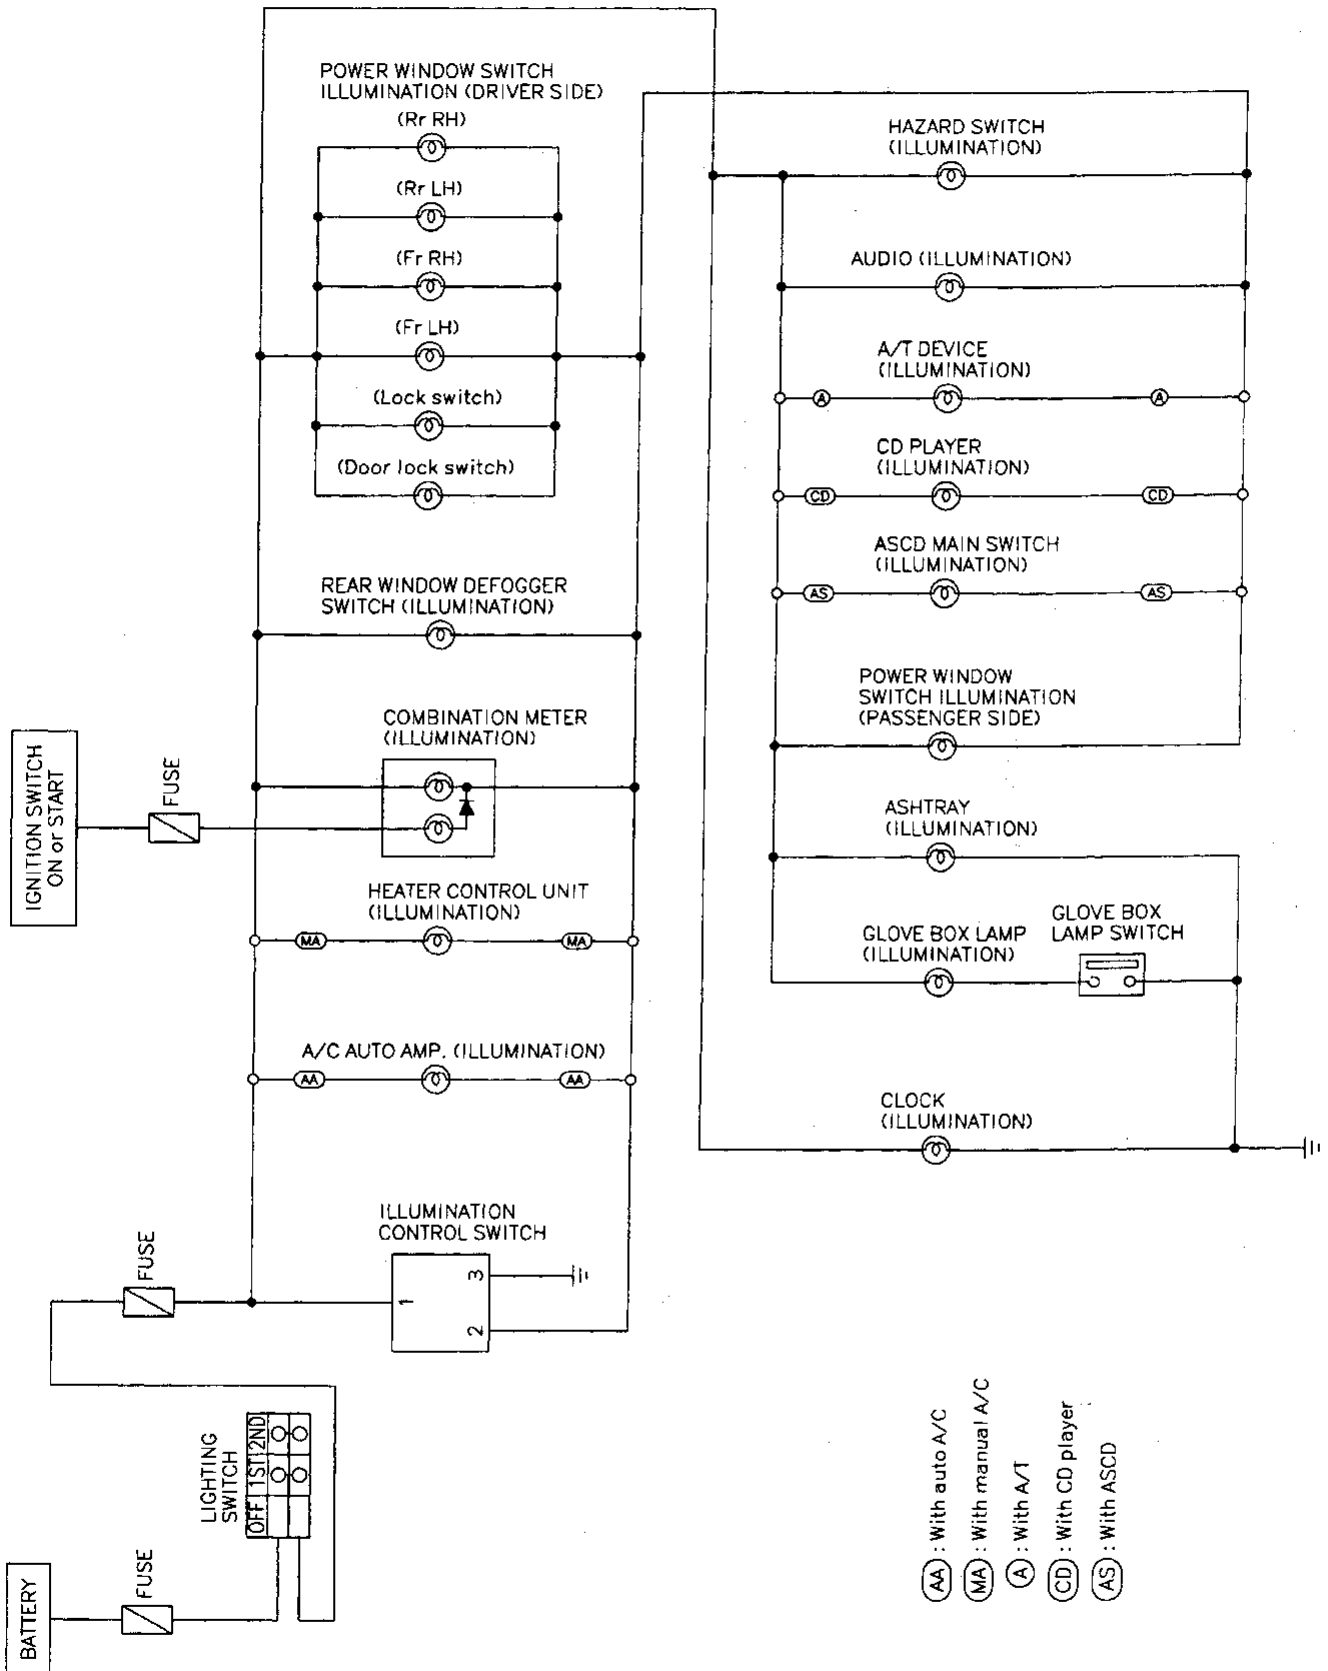 POWER WINDOW SWITCH
ILLUMINATION (DRIVER SIDE)
(Rr RH)
(Rr LH)
(Fr RH)
(Fr LH)
(Lock switch)
(Door lock switch)
REAR WINDOW DEFOGGER
SWITCH (ILLUMINATION)
COMBINATION METER
(ILLUMINATION)
IGNITION SWITCH
ON or START
FUSE
HEATER CONTROL UNIT
(ILLUMINATION)
MA
MA
A/C AUTO AMP. (ILLUMINATION)
AA
AA
ILLUMINATION
CONTROL SWITCH
1
3
2
FUSE
LIGHTING
SWITCH
OFF 1ST 2ND
FUSE
BATTERY
HAZARD SWITCH
(ILLUMINATION)
AUDIO (ILLUMINATION)
A/T DEVICE
(ILLUMINATION)
A
A
CD PLAYER
(ILLUMINATION)
CD
CD
ASCD MAIN SWITCH
(ILLUMINATION)
AS
AS
POWER WINDOW
SWITCH ILLUMINATION
(PASSENGER SIDE)
ASHTRAY
(ILLUMINATION)
GLOVE BOX LAMP
(ILLUMINATION)
GLOVE BOX
LAMP SWITCH
CLOCK
(ILLUMINATION)
AA : With auto A/C
MA : With manual A/C
A : With A/T
CD : With CD player
AS : With ASCD